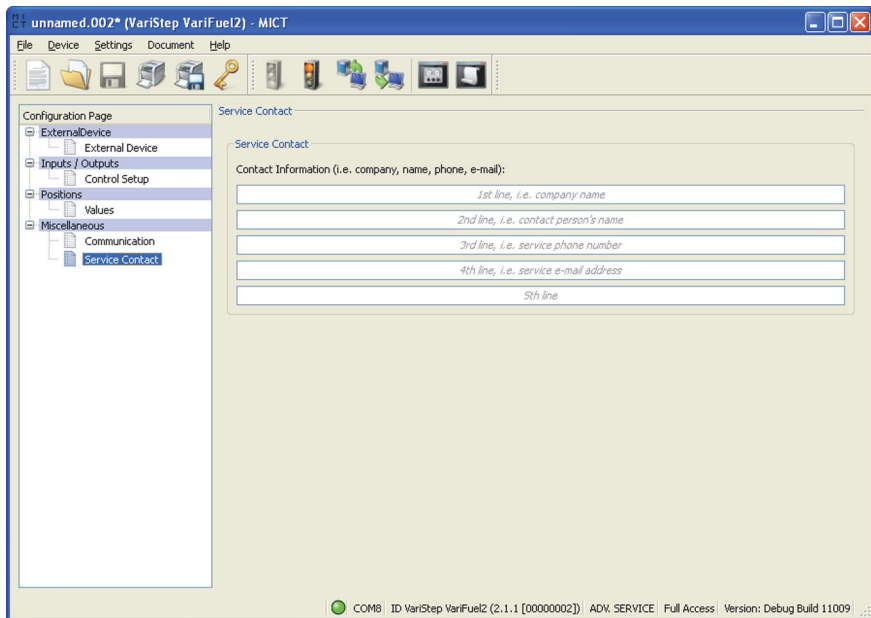 unnamed.002* (VariStep VariFuel2) - MICT
File Device Settings Document Help
Configuration Page
ExternalDevice
External Device
Inputs / Outputs
Control Setup
Positions
Values
Miscellaneous
Communication
Service Contact
Service Contact
Service Contact
Contact Information (i.e. company, name, phone, e-mail):
1st line, i.e. company name
2nd line, i.e. contact person's name
3rd line, i.e. service phone number
4th line, i.e. service e-mail address
5th line
COM8 ID VariStep VariFuel2 (2.1.1 [00000002]) ADV. SERVICE Full Access Version: Debug Build 11009